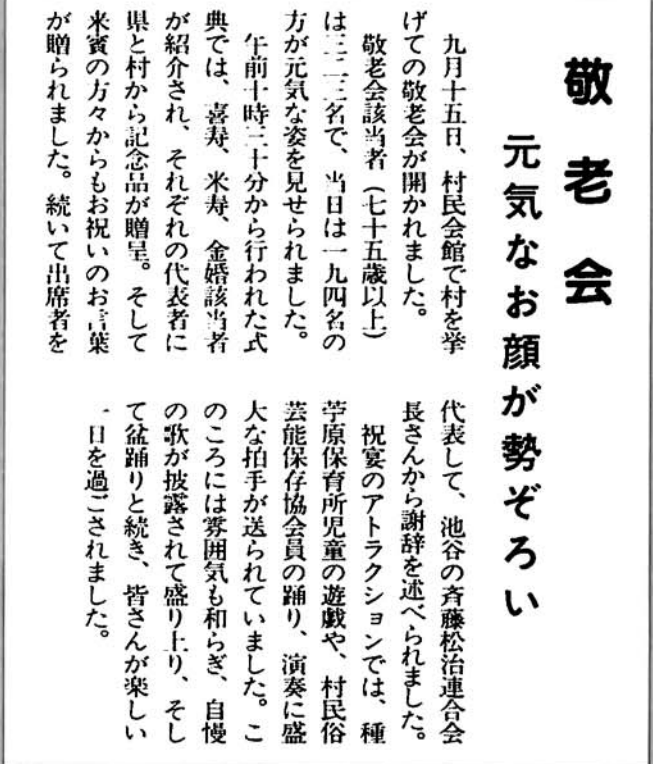 敬老会
元気なお顔が勢ぞろい
九月十五日、村民会館で村を挙
げての敬老会が開かれました。
敬老会該当者（七十五歳以上）
は三二三名で、当日は一九四名の
方が元気な姿を見せられました。
午前十時三十分から行われた式
典では、喜寿、米寿、金婚該当者
が紹介され、それぞれの代表者に
県と村から記念品が贈呈。そして
来賓の方々からもお祝いのお言葉
が贈られました。続いて出席者を
代表して、池谷の斉藤松治連合会
長さんから謝辞を述べられました。
祝宴のアトラクションでは、種
苧原保育所児童の遊戯や、村民俗
芸能保存協会員の踊り、演奏に盛
大な拍手が送られていました。こ
のころには雰囲気も和らぎ、自慢
の歌が披露されて盛り上り、そし
て盆踊りと続き、皆さんが楽しい
一日を過ごされました。